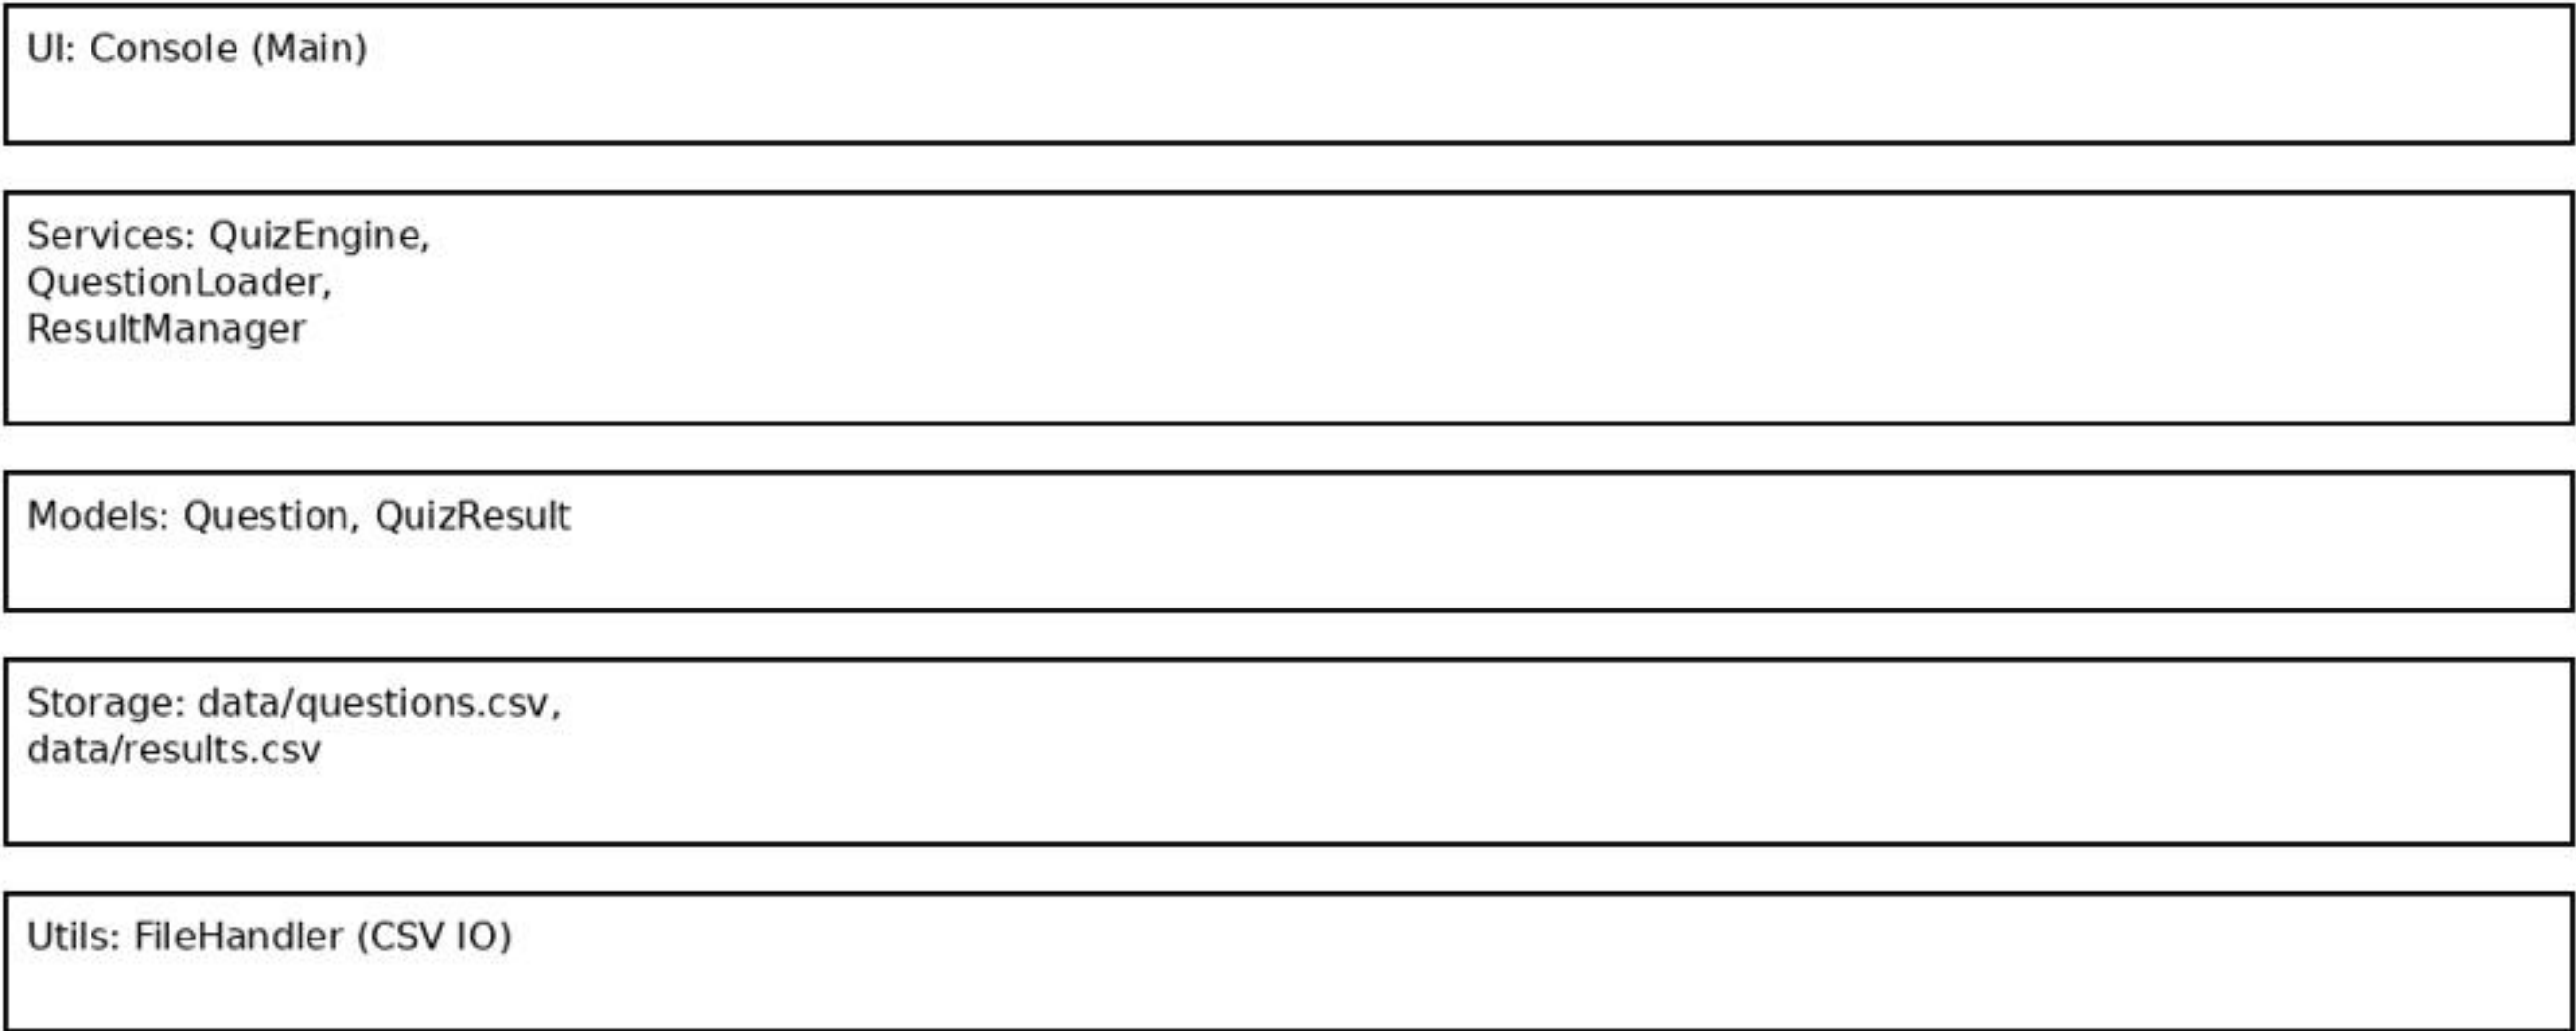 UI: Console (Main)
Services: QuizEngine,
QuestionLoader,
ResultManager
Models: Question, QuizResult
Storage: data/questions.csv,
data/results.csv
Utils: FileHandler (CSV IO)